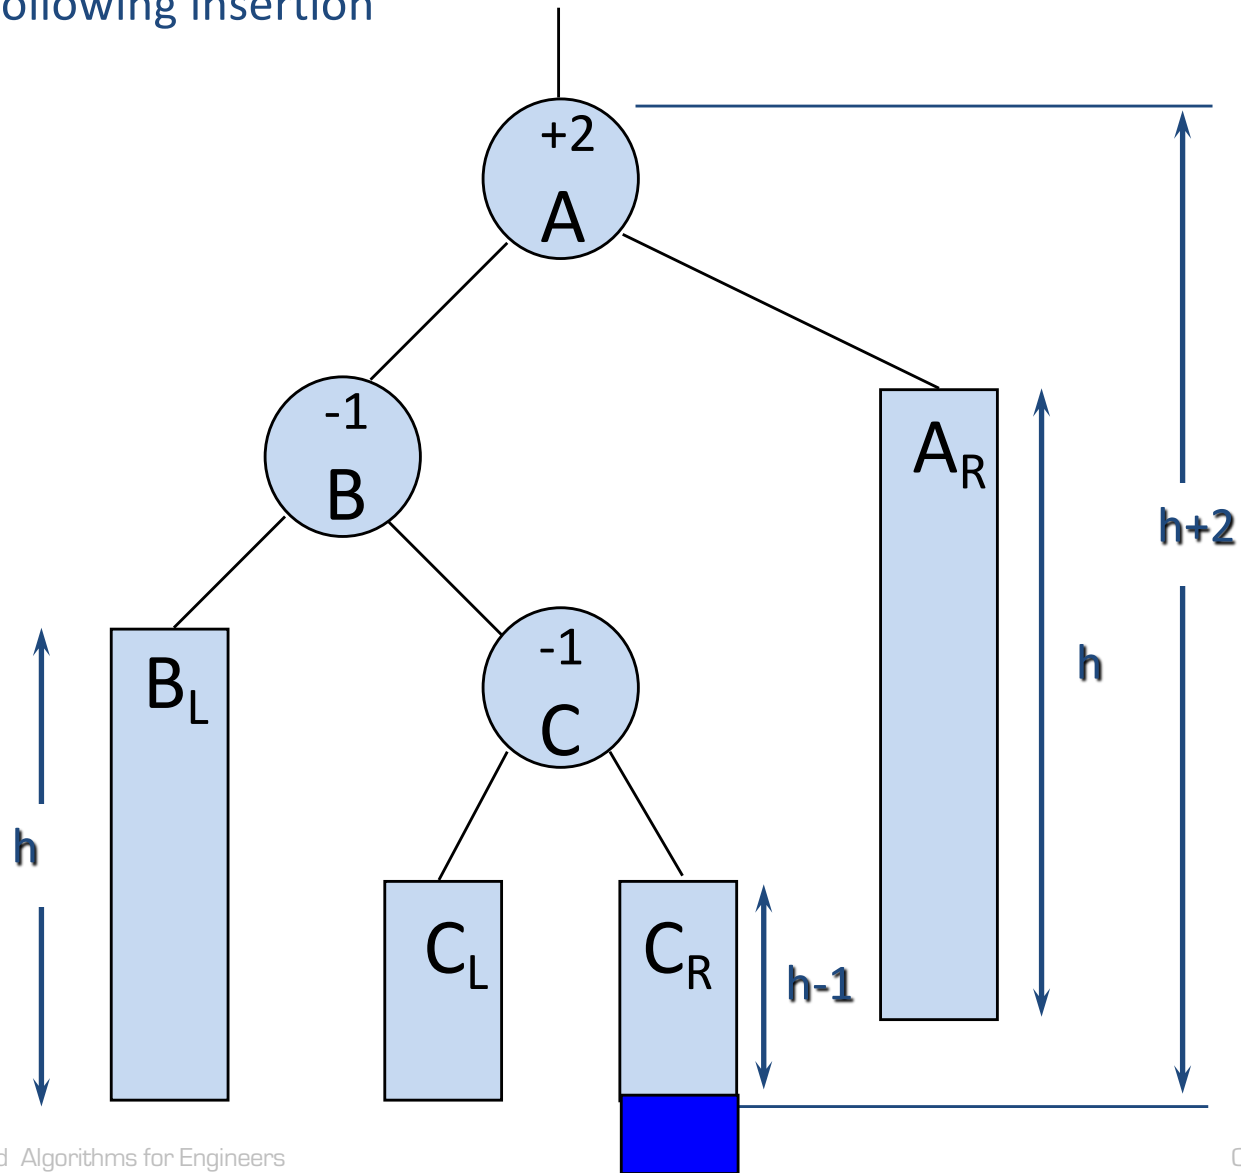 ollowing insertion
+2
A
-1
B
A_R
h+2
-1
C
h
B_L
h
C_L
C_R
h-1
Algorithms for Engineers